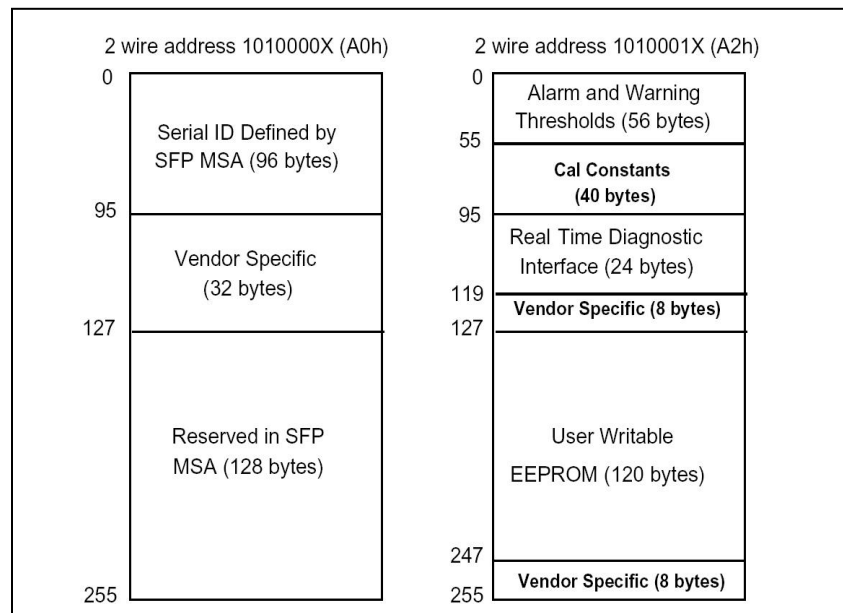 2 wire address 1010000X (A0h)
0
Serial ID Defined by
SFP MSA (96 bytes)
95
Vendor Specific
(32 bytes)
127
Reserved in SFP
MSA (128 bytes)
255
2 wire address 1010001X (A2h)
0
Alarm and Warning
Thresholds (56 bytes)
55
Cal Constants
(40 bytes)
95
Real Time Diagnostic
Interface (24 bytes)
119
Vendor Specific (8 bytes)
127
User Writable
EEPROM (120 bytes)
247
Vendor Specific (8 bytes)
255